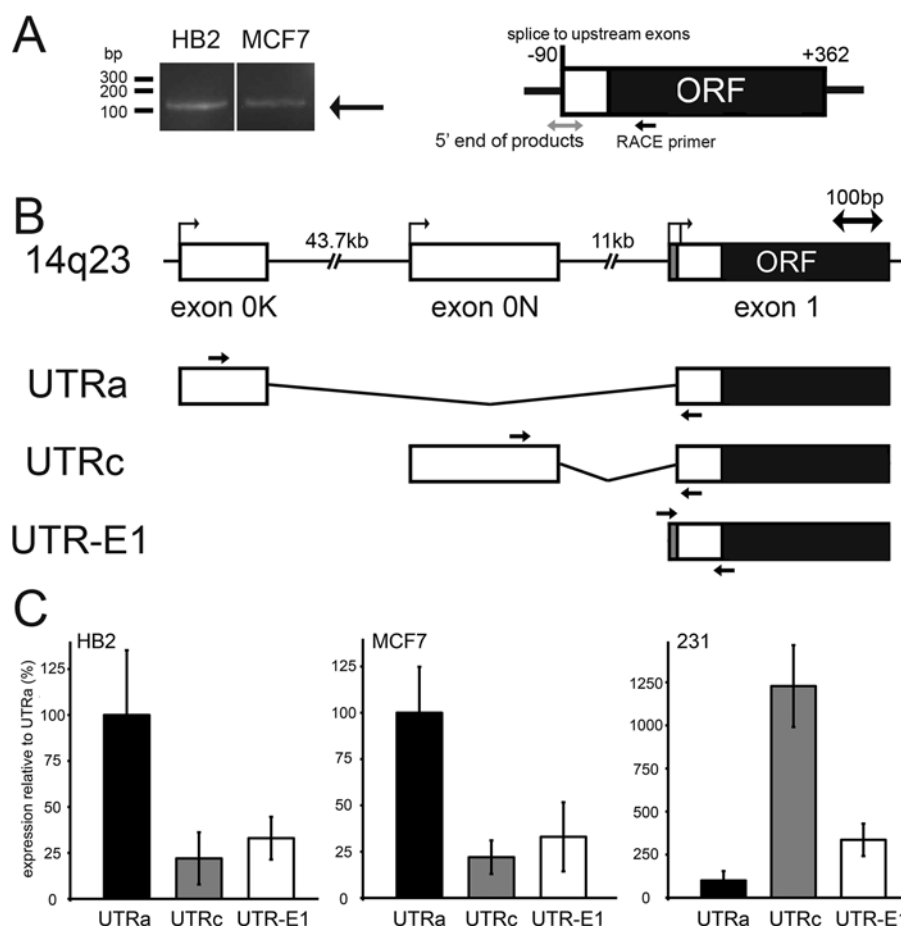 A
bp
HB2 MCF7
300
200
100
splice to upstream exons
-90
+362
ORF
5' end of products
RACE primer
B
100bp
14q23
43.7kb
11kb
ORF
exon 0K
exon 0N
exon 1
UTRa
UTRc
UTR-E1
C
expression relative to UTRa (%)
HB2
125
100
75
50
25
0
UTRa UTRc UTR-E1
MCF7
125
100
75
50
25
0
UTRa UTRc UTR-E1
231
1250
1000
750
500
250
0
UTRa UTRc UTR-E1